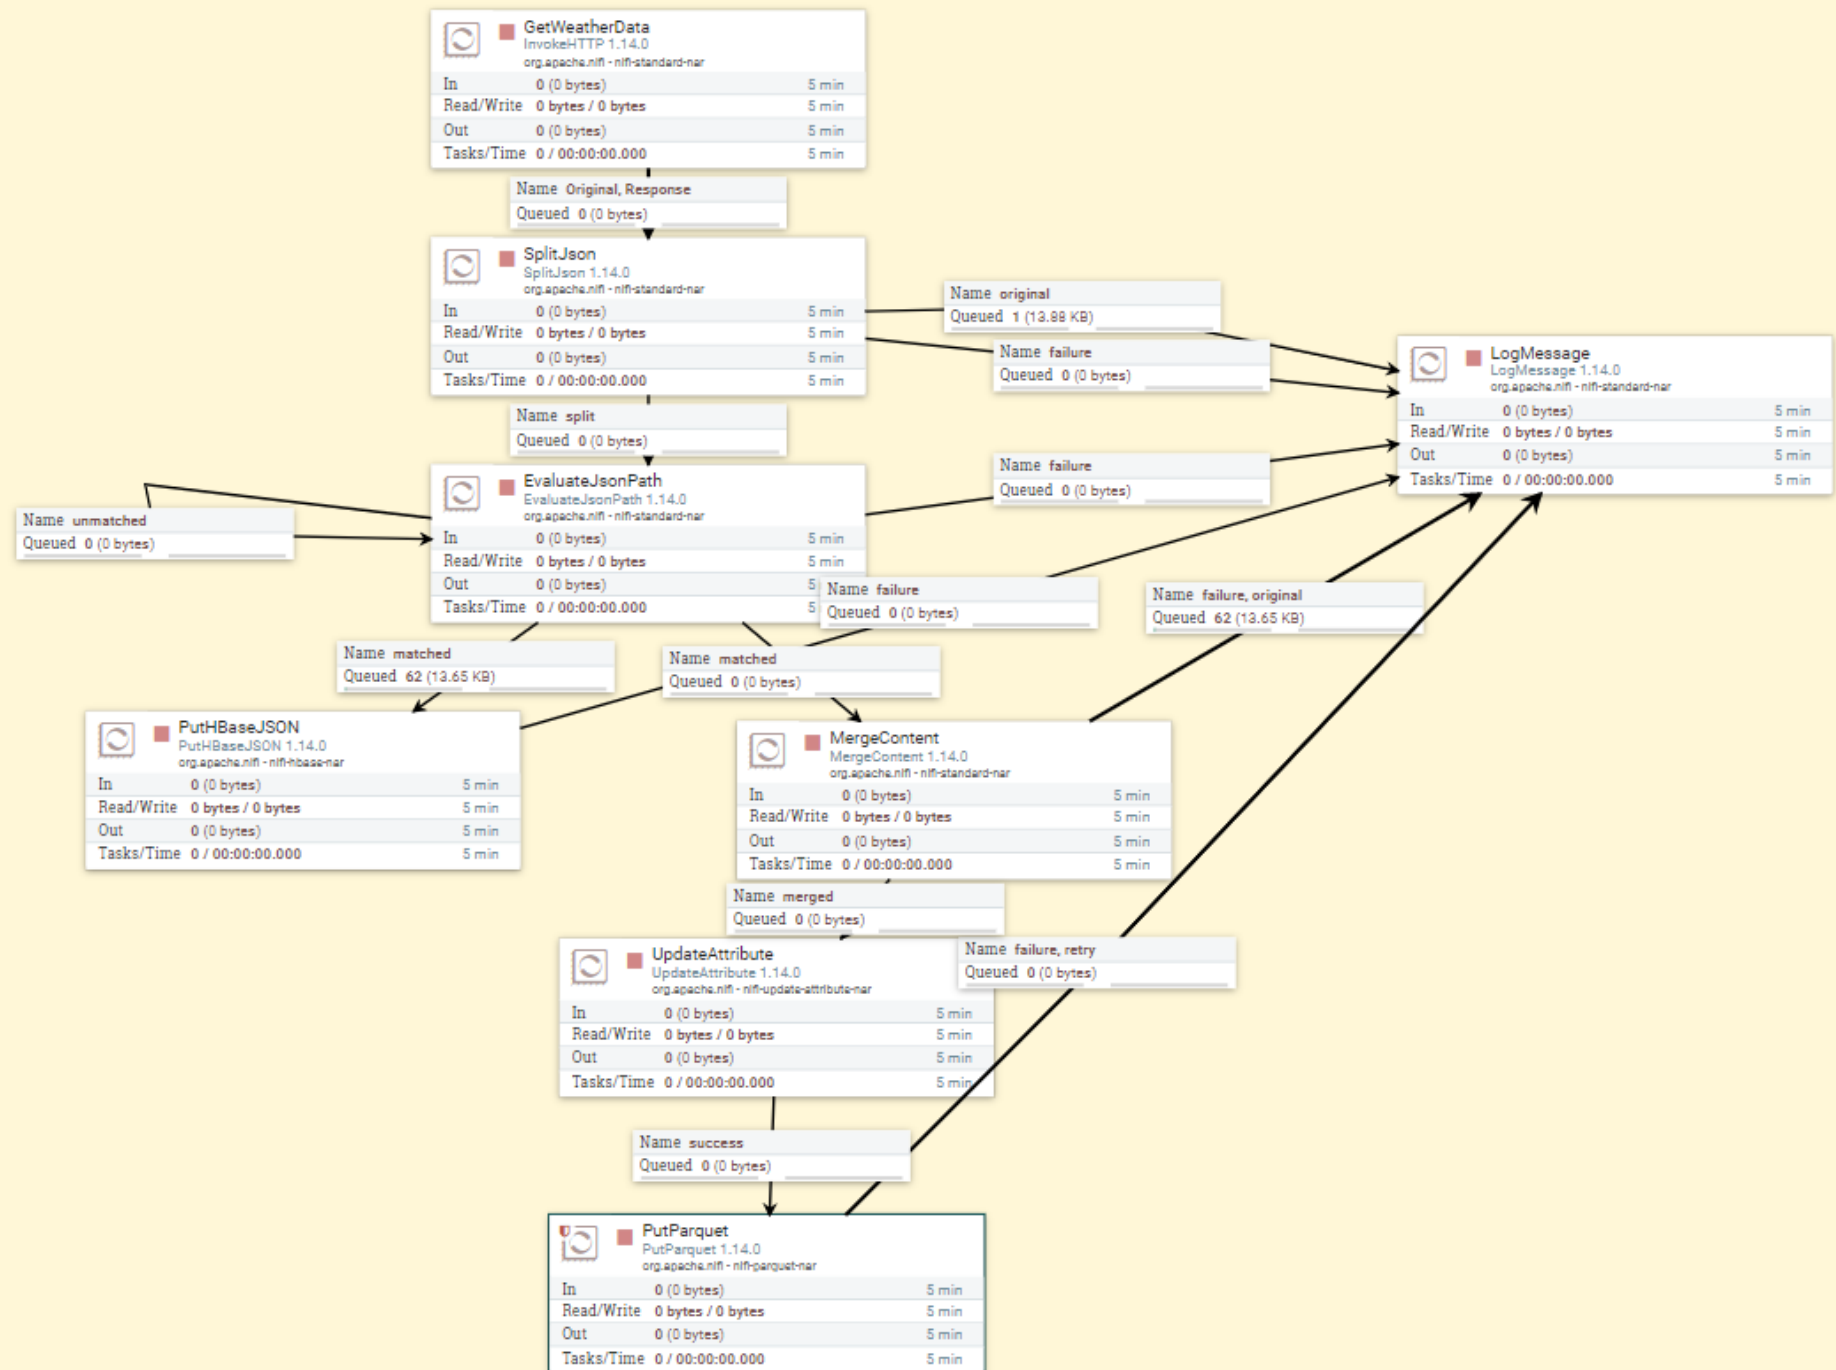 GetWeatherData
InvokeHTTP 1.14.0
org.apache.nifi - nifi-standard-nar
In 0 (0 bytes) 5 min
Read/Write 0 bytes / 0 bytes 5 min
Out 0 (0 bytes) 5 min
Tasks/Time 0 / 00:00:00.000 5 min
Name Original, Response
Queued 0 (0 bytes)
SplitJson
SplitJson 1.14.0
org.apache.nifi - nifi-standard-nar
In 0 (0 bytes) 5 min
Read/Write 0 bytes / 0 bytes 5 min
Out 0 (0 bytes) 5 min
Tasks/Time 0 / 00:00:00.000 5 min
Name original
Queued 1 (13.88 KB)
Name failure
Queued 0 (0 bytes)
LogMessage
LogMessage 1.14.0
org.apache.nifi - nifi-standard-nar
In 0 (0 bytes) 5 min
Read/Write 0 bytes / 0 bytes 5 min
Out 0 (0 bytes) 5 min
Tasks/Time 0 / 00:00:00.000 5 min
Name split
Queued 0 (0 bytes)
EvaluateJsonPath
EvaluateJsonPath 1.14.0
org.apache.nifi - nifi-standard-nar
In 0 (0 bytes) 5 min
Read/Write 0 bytes / 0 bytes 5 min
Out 0 (0 bytes) 5
Tasks/Time 0 / 00:00:00.000 5
Name failure
Queued 0 (0 bytes)
Name unmatched
Queued 0 (0 bytes)
Name failure
Queued 0 (0 bytes)
Name failure, original
Queued 62 (13.65 KB)
Name matched
Queued 62 (13.65 KB)
Name matched
Queued 0 (0 bytes)
PutHBaseJSON
PutHBaseJSON 1.14.0
org.apache.nifi - nifi-hbase-nar
In 0 (0 bytes) 5 min
Read/Write 0 bytes / 0 bytes 5 min
Out 0 (0 bytes) 5 min
Tasks/Time 0 / 00:00:00.000 5 min
MergeContent
MergeContent 1.14.0
org.apache.nifi - nifi-standard-nar
In 0 (0 bytes) 5 min
Read/Write 0 bytes / 0 bytes 5 min
Out 0 (0 bytes) 5 min
Tasks/Time 0 / 00:00:00.000 5 min
Name merged
Queued 0 (0 bytes)
UpdateAttribute
UpdateAttribute 1.14.0
org.apache.nifi - nifi-update-attribute-nar
In 0 (0 bytes) 5 min
Read/Write 0 bytes / 0 bytes 5 min
Out 0 (0 bytes) 5 min
Tasks/Time 0 / 00:00:00.000 5 min
Name failure, retry
Queued 0 (0 bytes)
Name success
Queued 0 (0 bytes)
PutParquet
PutParquet 1.14.0
org.apache.nifi - nifi-parquet-nar
In 0 (0 bytes) 5 min
Read/Write 0 bytes / 0 bytes 5 min
Out 0 (0 bytes) 5 min
Tasks/Time 0 / 00:00:00.000 5 min